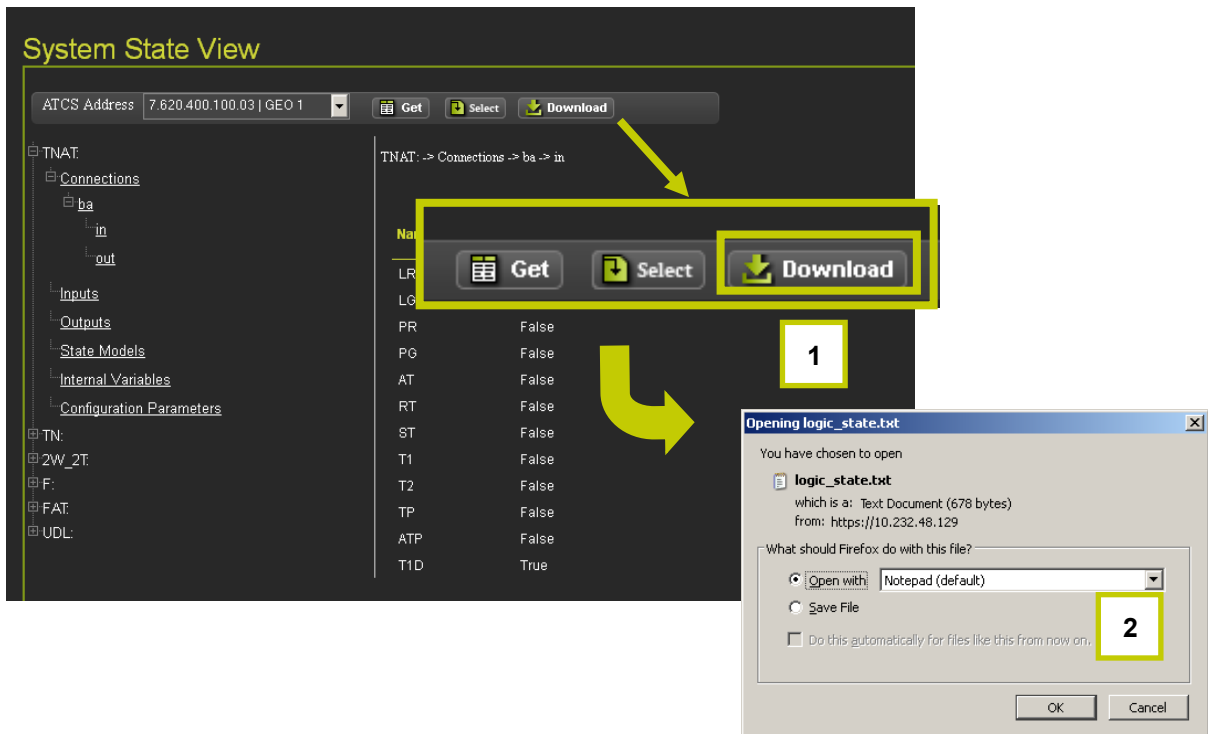 System State View
ATCS Address 7.620.400.100.03 | GEO 1 Get Select Download
TNAT:
Connections
ba
in
out
Inputs
Outputs
State Models
Internal Variables
Configuration Parameters
TN:
2W_2T:
F:
FAT:
UDL:
TNAT: -> Connections -> ba -> in
Get Select Download
LR
LG
PR False
PG False
AT False
RT False
ST False
T1 False
T2 False
TP False
ATP False
T1D True
1
Opening logic_state.txt
You have chosen to open
logic_state.txt
which is a: Text Document (678 bytes)
from: https://10.232.48.129
What should Firefox do with this file?
Open with Notepad (default)
Save File
Do this automatically for files like this from now on.
2
OK Cancel